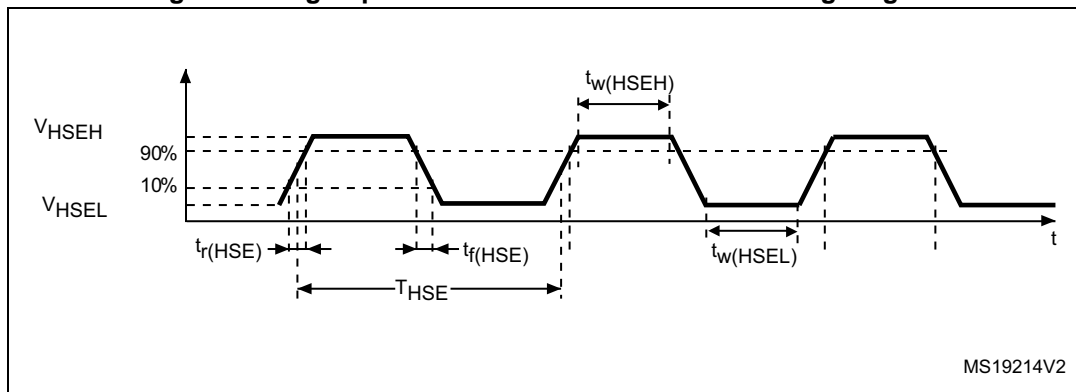 tw(HSEH)
VHSEH
90%
10%
VHSEL
tr(HSE)
tf(HSE)
tw(HSEL)
t
THSE
MS19214V2